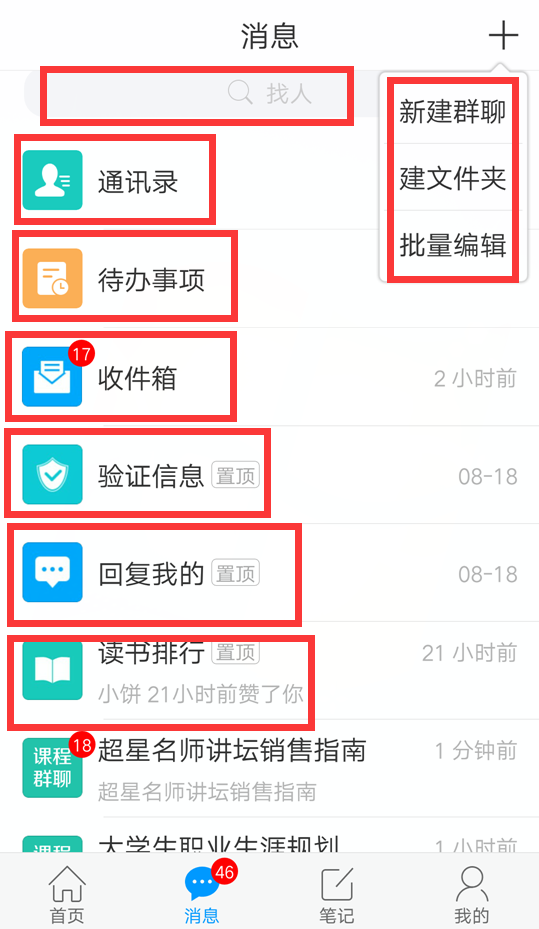 消息
找人
新建群聊
建文件夹
批量编辑
通讯录
待办事项
17
收件箱
2 小时前
验证信息 置顶
08-18
回复我的 置顶
08-18
读书排行 置顶
21 小时前
小饼 21小时前赞了你
课程
群聊
18
超星名师讲坛销售指南
1 分钟前
超星名师讲坛销售指南
课程
大学生职业生涯规划
1 小时前
46
首页
消息
笔记
我的